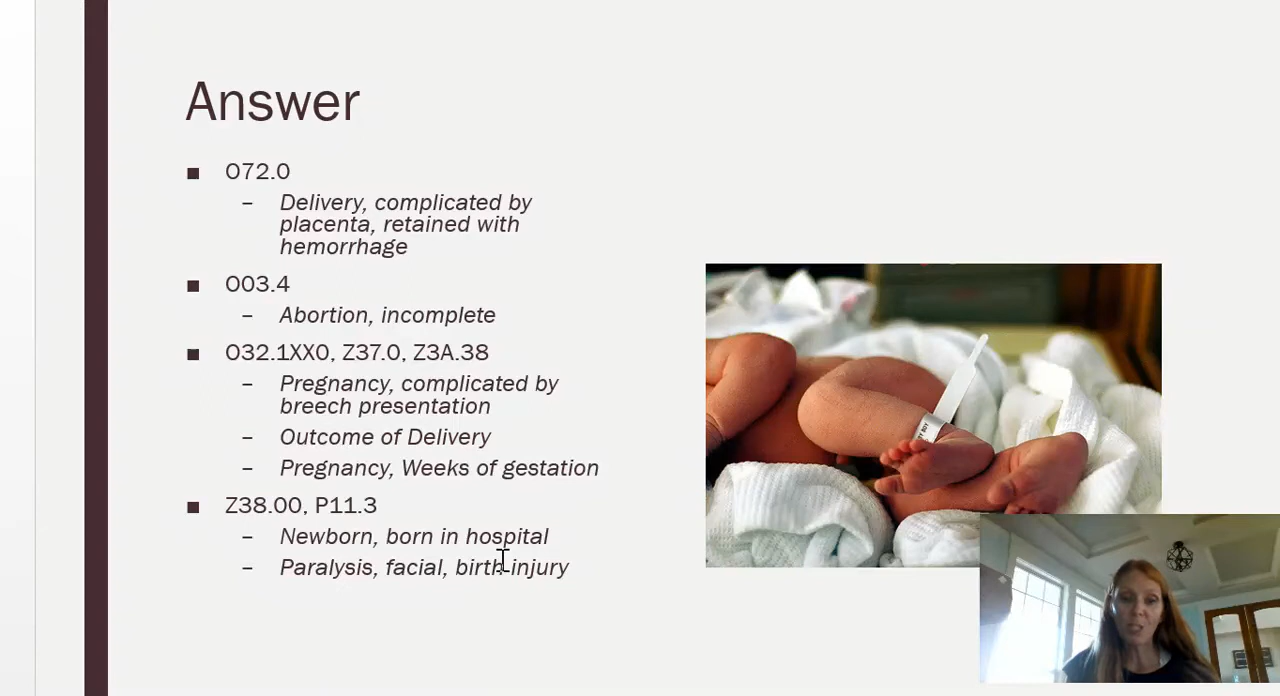 Answer
■ O72.0
– Delivery, complicated by
placenta, retained with
hemorrhage
■ O03.4
– Abortion, incomplete
■ O32.1XX0, Z37.0, Z3A.38
– Pregnancy, complicated by
breech presentation
– Outcome of Delivery
– Pregnancy, Weeks of gestation
■ Z38.00, P11.3
– Newborn, born in hospital
– Paralysis, facial, birth injury